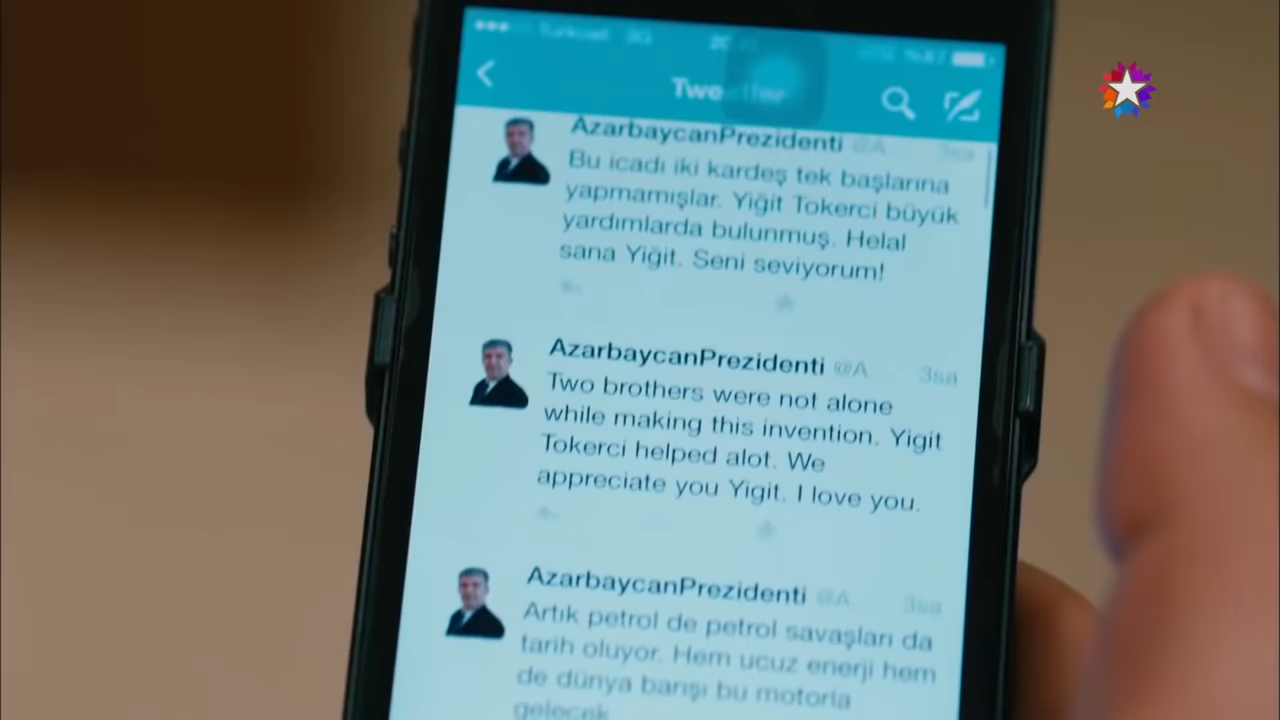 Turkcell 3G
Tweetler
AzarbaycanPrezidenti @A... 3sa
Bu icadı iki kardeş tek başlarına
yapmamışlar. Yiğit Tokerci büyük
yardımlarda bulunmuş. Helal
sana Yiğit. Seni seviyorum!
AzarbaycanPrezidenti @A... 3sa
Two brothers were not alone
while making this invention. Yigit
Tokerci helped alot. We
appreciate you Yigit. I love you.
AzarbaycanPrezidenti @A... 3sa
Artık petrol de petrol savaşları da
tarih oluyor. Hem ucuz enerji hem
de dünya barışı bu motorla
gelecek